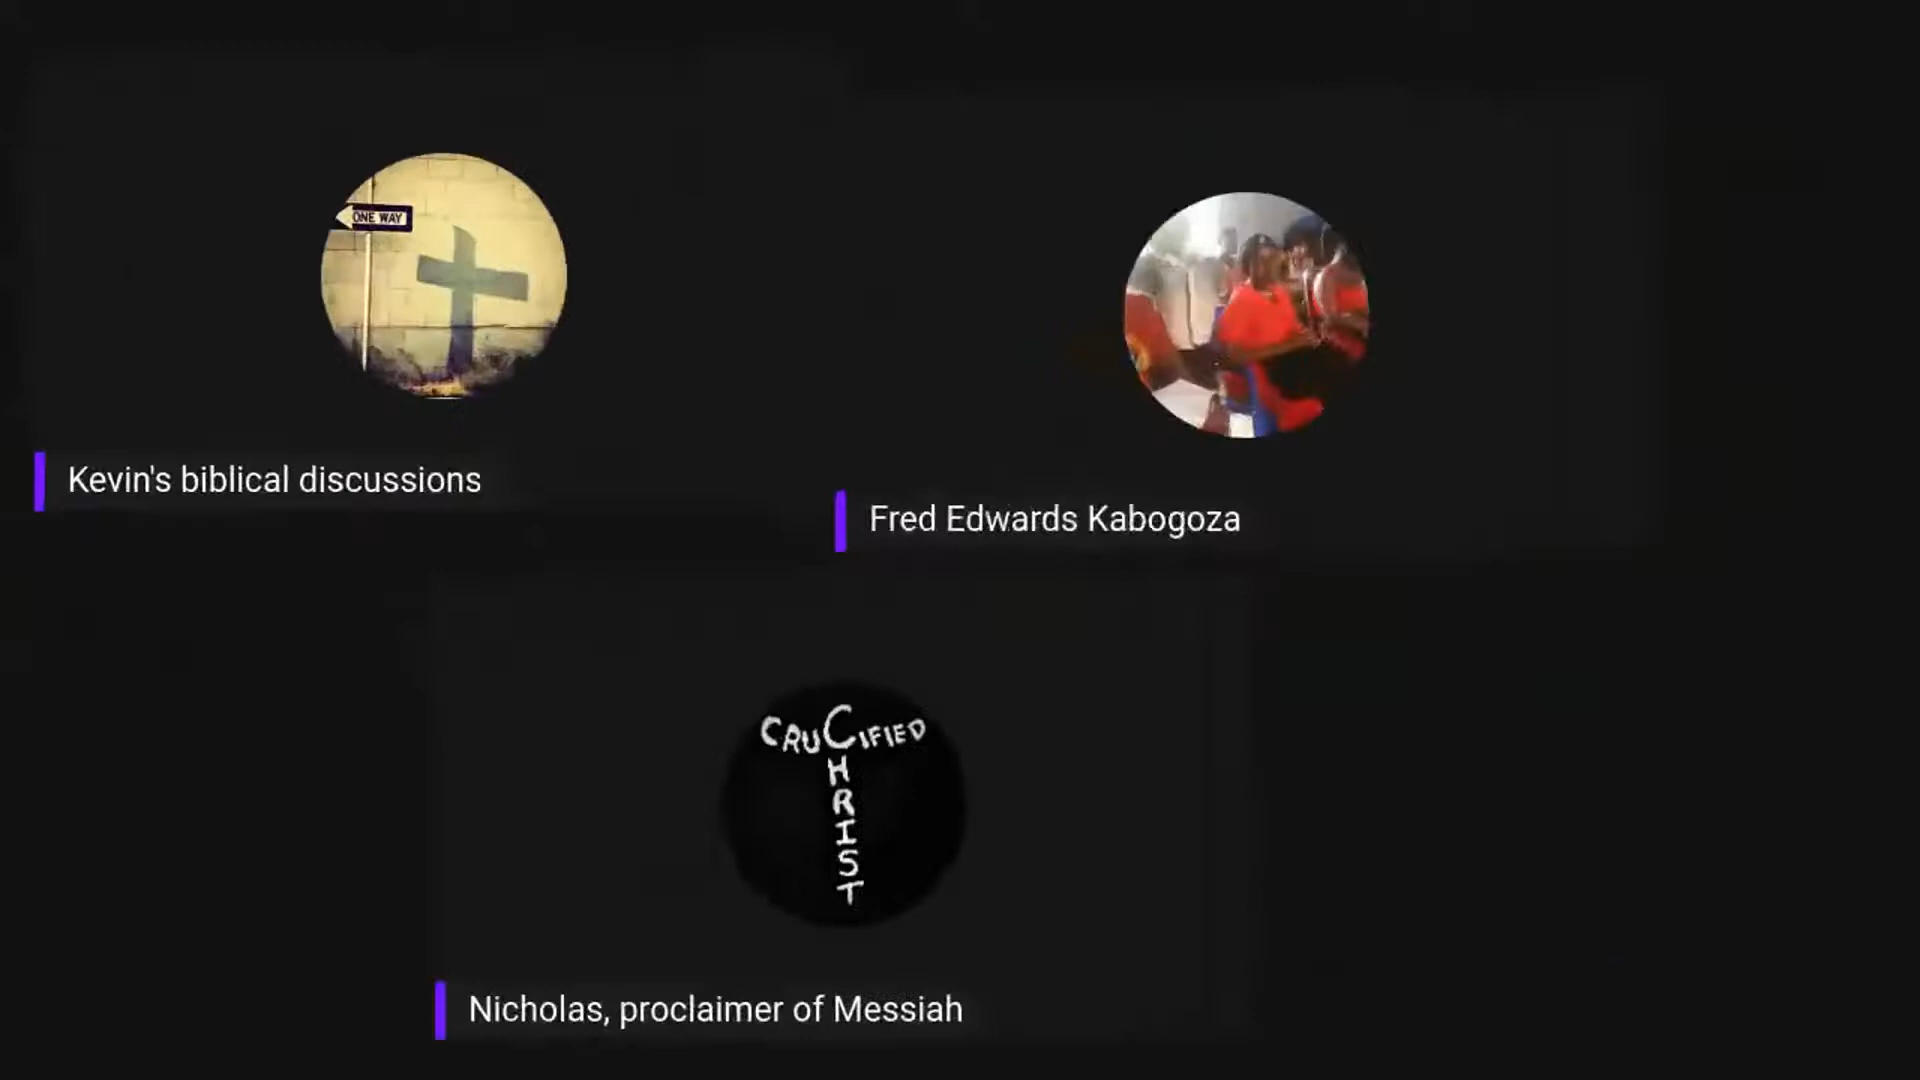 ONE WAY
Kevin's biblical discussions
Fred Edwards Kabogoza
CRUCIFIED
CHRIST
Nicholas, proclaimer of Messiah